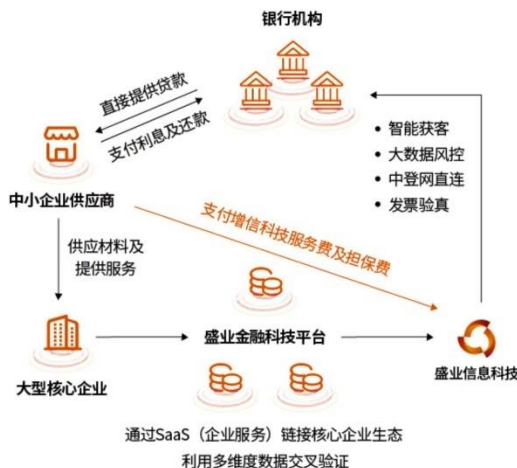 银行机构
直接提供贷款
支付利息及还款
智能获客
大数据风控
中登网直连
发票验真
中小企业供应商
支付增信科技服务费及担保费
供应材料及
提供服务
盛业金融科技平台
大型核心企业
盛业信息科技
通过SaaS（企业服务）链接核心企业生态
利用多维度数据交叉验证